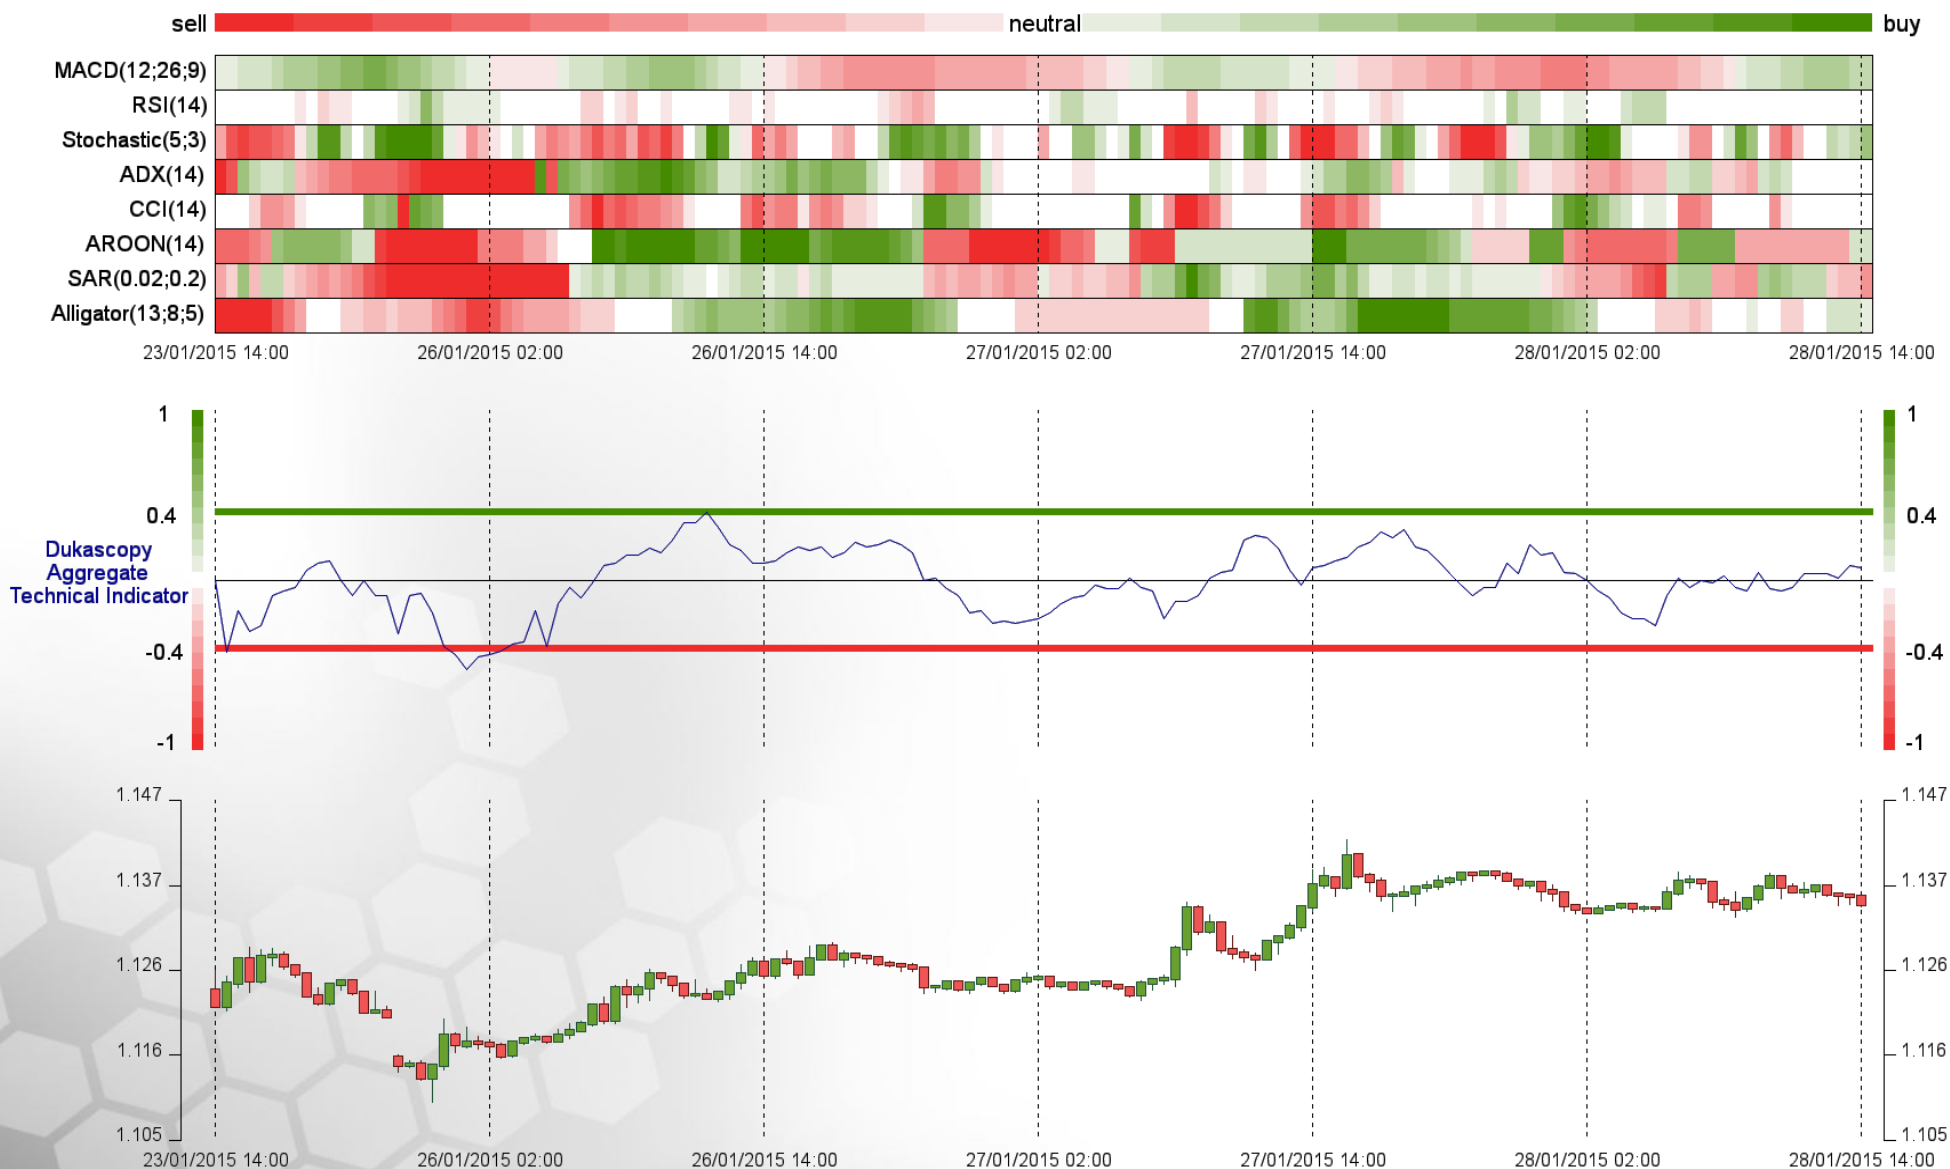 sell neutral buy
MACD(12;26;9)
RSI(14)
Stochastic(5;3)
ADX(14)
CCI(14)
AROON(14)
SAR(0.02;0.2)
Alligator(13;8;5)
23/01/2015 14:00 26/01/2015 02:00 26/01/2015 14:00 27/01/2015 02:00 27/01/2015 14:00 28/01/2015 02:00 28/01/2015 14:00
1 1
0.4 0.4
Dukascopy
Aggregate
Technical Indicator
-0.4 -0.4
-1 -1
1.147 1.147
1.137 1.137
1.126 1.126
1.116 1.116
1.105 1.105
23/01/2015 14:00 26/01/2015 02:00 26/01/2015 14:00 27/01/2015 02:00 27/01/2015 14:00 28/01/2015 02:00 28/01/2015 14:00